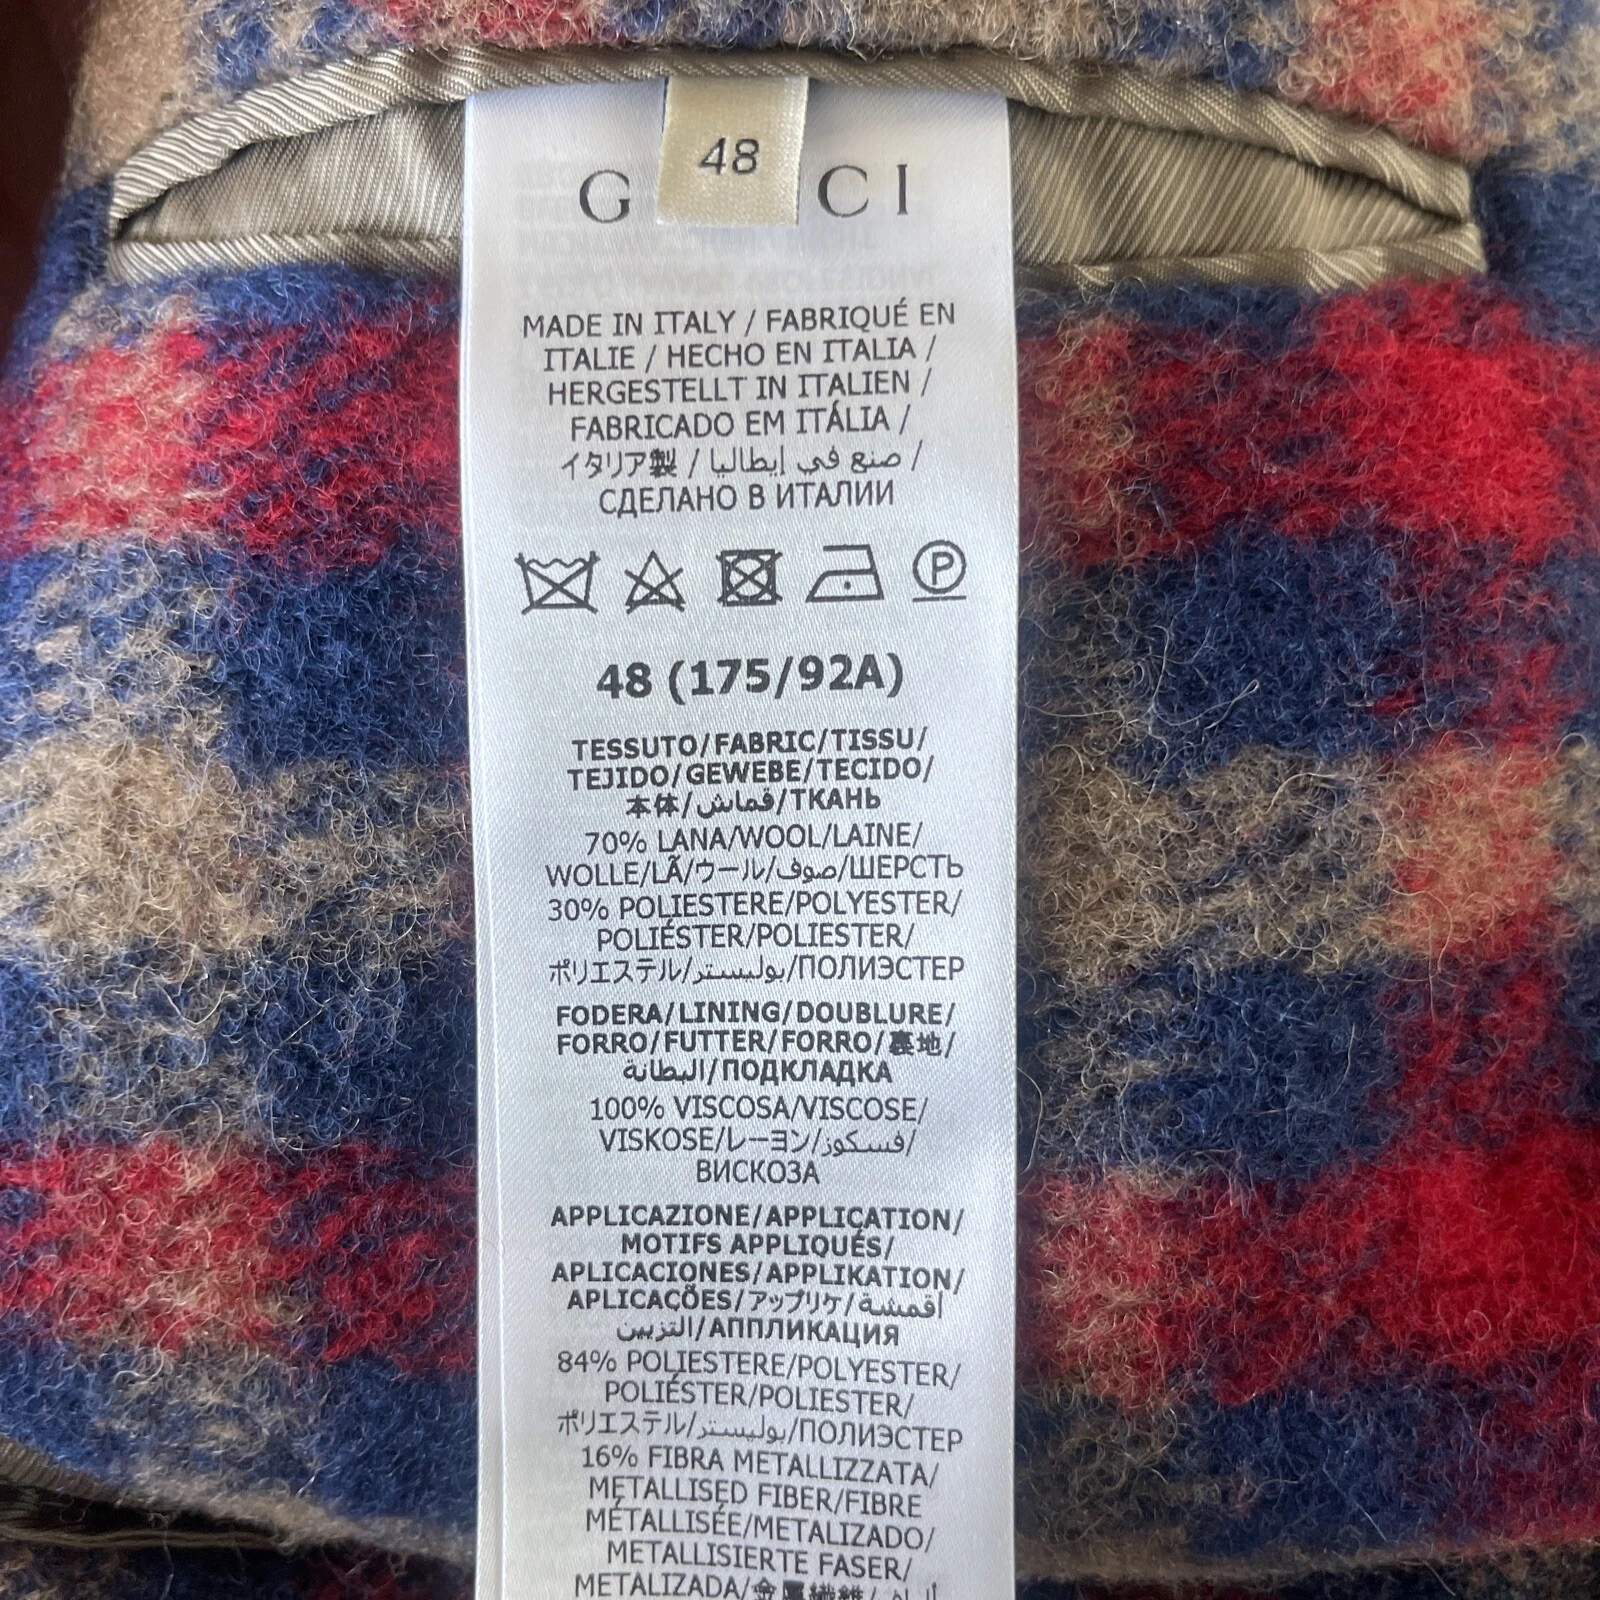 48
G CI
MADE IN ITALY / FABRIQUÉ EN
ITALIE / HECHO EN ITALIA /
HERGESTELLT IN ITALIEN /
FABRICADO EM ITÁLIA /
イタリア製 / صنع في إيطاليا /
СДЕЛАНО В ИТАЛИИ
P
48 (175/92A)
TESSUTO/FABRIC/TISSU/
TEJIDO/GEWEBE/TECIDO/
本体/قماش/ТКАНЬ
70% LANA/WOOL/LAINE/
WOLLE/LÃ/ウール/صوف/ШЕРСТЬ
30% POLIESTERE/POLYESTER/
POLIÉSTER/POLIESTER/
ポリエステル/بوليستر/ПОЛИЭСТЕР
FODERA/LINING/DOUBLURE/
FORRO/FUTTER/FORRO/裏地/
البطانة/ПОДКЛАДКА
100% VISCOSA/VISCOSE/
VISKOSE/レーヨン/فسكوز/
ВИСКОЗА
APPLICAZIONE/APPLICATION/
MOTIFS APPLIQUÉS/
APLICACIONES/APPLIKATION/
APLICAÇÕES/アップリケ/أقمشة
التزيين/АППЛИКАЦИЯ
84% POLIESTERE/POLYESTER/
POLIÉSTER/POLIESTER/
ポリエステル/بوليستر/ПОЛИЭСТЕР
16% FIBRA METALLIZZATA/
METALLISED FIBER/FIBRE
MÉTALLISÉE/METALIZADO/
METALLISIERTE FASER/
METALIZADA/金属繊維/